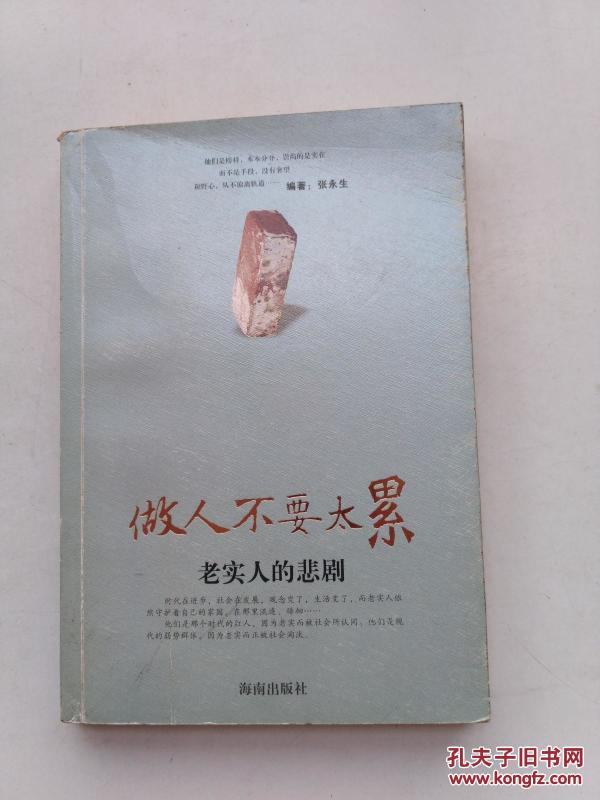 他们是榜样，本本分分，崇尚的是实在
而不是手段，没有奢望
和野心，从不偏离轨道……
编著：张永生
做人不要太累
老实人的悲剧
时代在进步，社会在发展，观念变了，生活变了，而老实人依
然守护着自己的家园，在那里流连、徘徊……
他们是那个时代的红人，因为老实而被社会所认同；他们是现
代的弱势群体，因为老实而正被社会淘汰。
海南出版社
孔夫子旧书网
www.kongfz.com